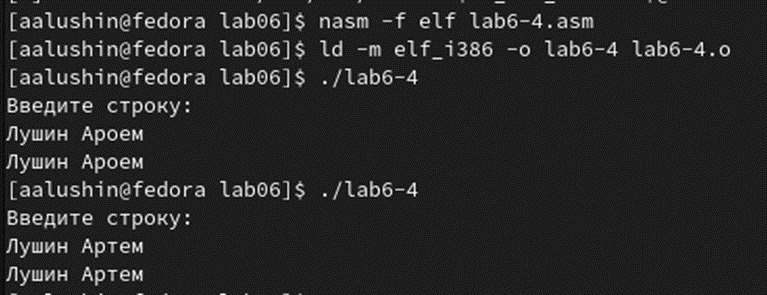 [aalushin@fedora lab06]$ nasm -f elf lab6-4.asm
[aalushin@fedora lab06]$ ld -m elf_i386 -o lab6-4 lab6-4.o
[aalushin@fedora lab06]$ ./lab6-4
Введите строку:
Лушин Ароем
Лушин Ароем
[aalushin@fedora lab06]$ ./lab6-4
Введите строку:
Лушин Артем
Лушин Артем